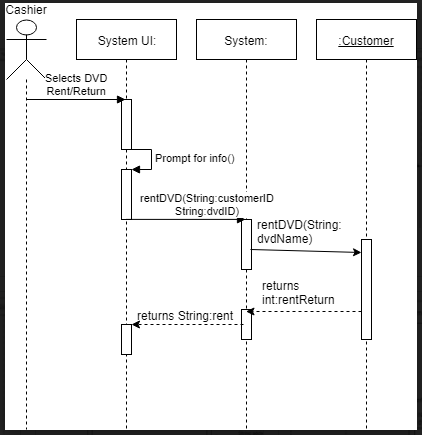 Cashier
System UI:
System:
:Customer
Selects DVD
Rent/Return
Prompt for info()
rentDVD(String:customerID
String:dvdID)
rentDVD(String:
dvdName)
returns
int:rentReturn
returns String:rent